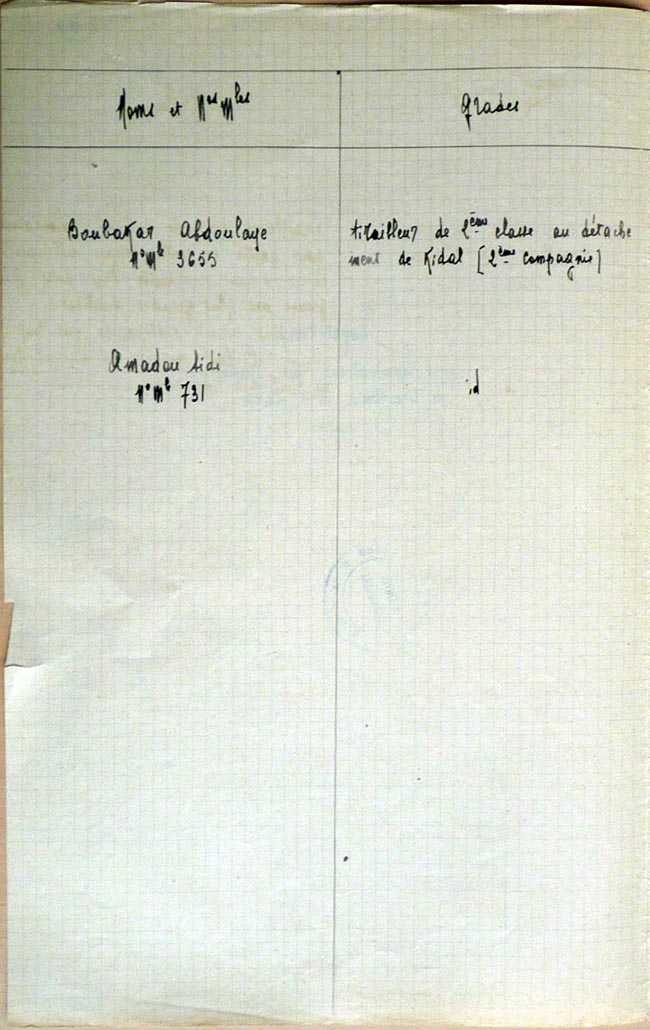 Noms et Nos Mles
Grades
Boubakar Abdoulaye
No Mle 3655
tirailleur de 2ème classe au détache
ment de Kidal (2ème compagnie)
Amadou Sidi
No Mle 731
id